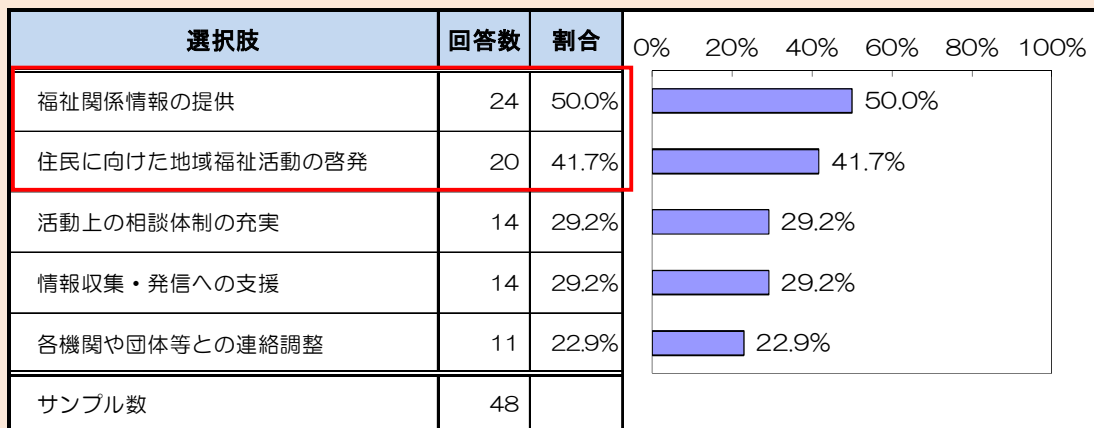 選択肢 回答数 割合 0% 20% 40% 60% 80% 100%
福祉関係情報の提供 24 50.0% 50.0%
住民に向けた地域福祉活動の啓発 20 41.7% 41.7%
活動上の相談体制の充実 14 29.2% 29.2%
情報収集・発信への支援 14 29.2% 29.2%
各機関や団体等との連絡調整 11 22.9% 22.9%
サンプル数 48